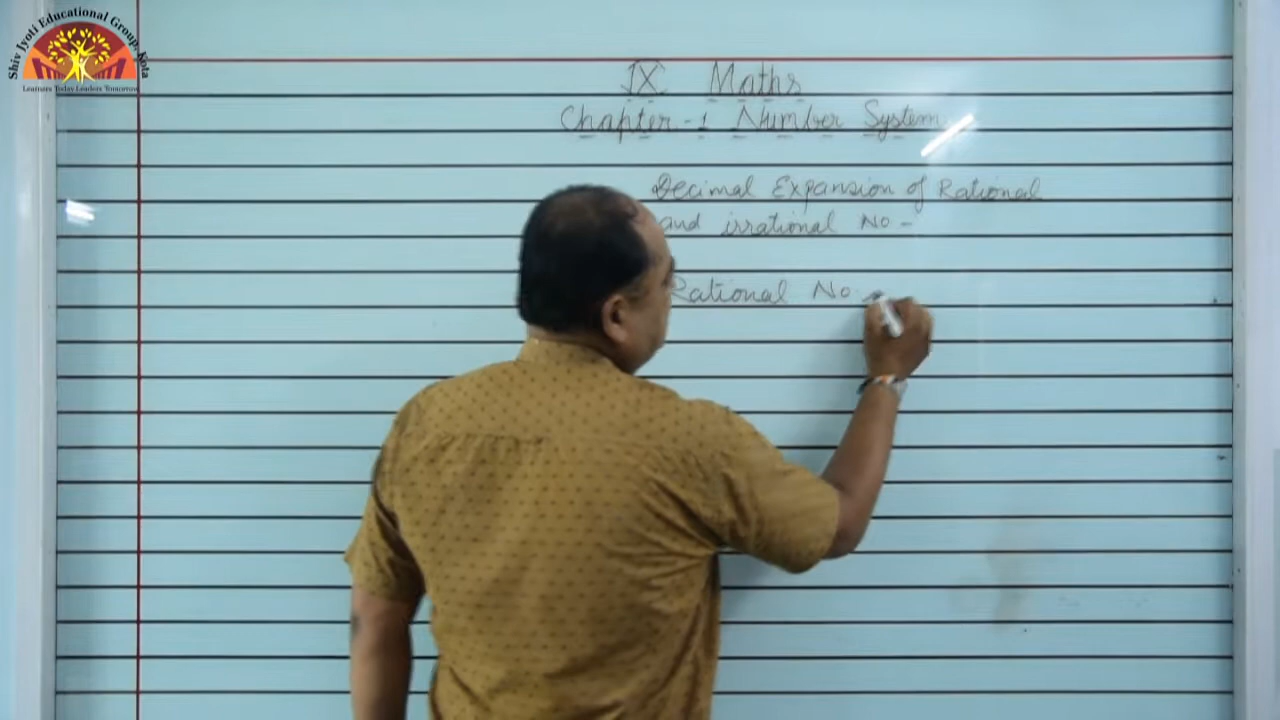 Shiv Jyoti Educational Group, Kota
Learners Today Leaders Tomorrow
IX Maths
Chapter - 1 Number System
Decimal Expansion of Rational
and irrational No -
Rational No